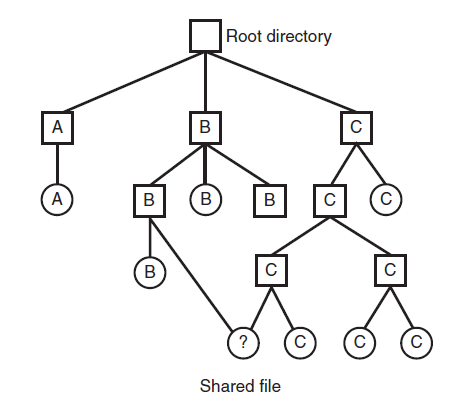 Root directory
A B C
A B B B C C
B C C
? C C C
Shared file